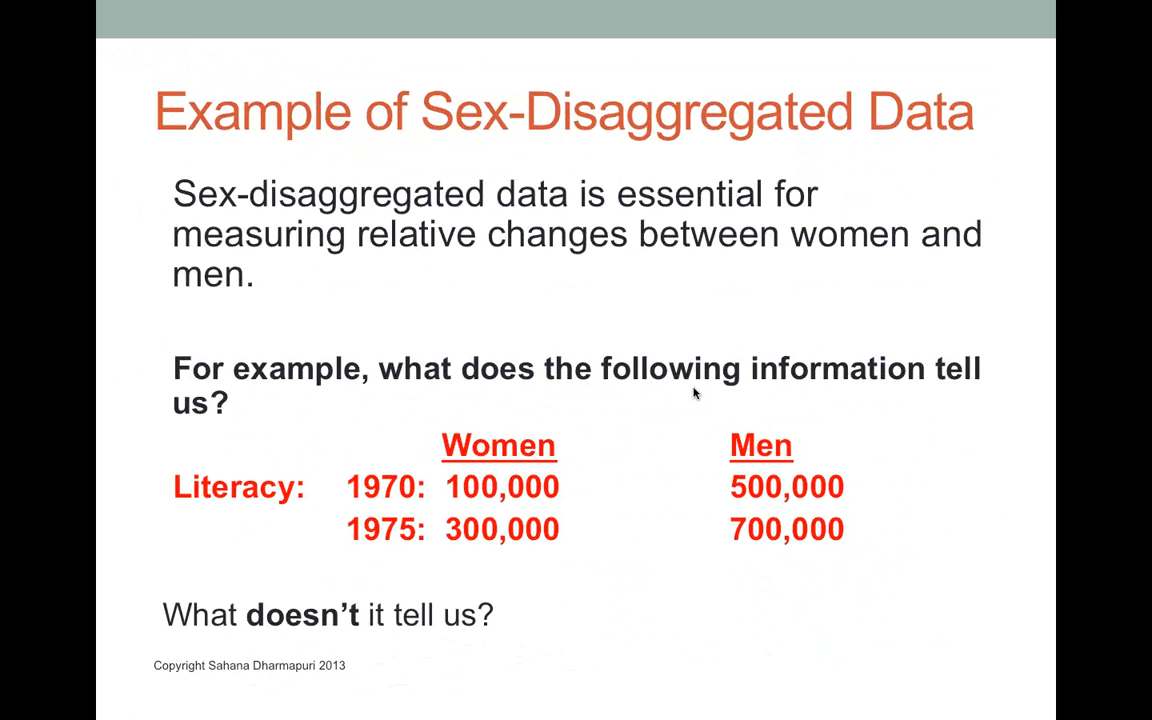 Example of Sex-Disaggregated Data
Sex-disaggregated data is essential for
measuring relative changes between women and
men.
For example, what does the following information tell
us?
Women Men
Literacy: 1970: 100,000 500,000
1975: 300,000 700,000
What doesn’t it tell us?
Copyright Sahana Dharmapuri 2013